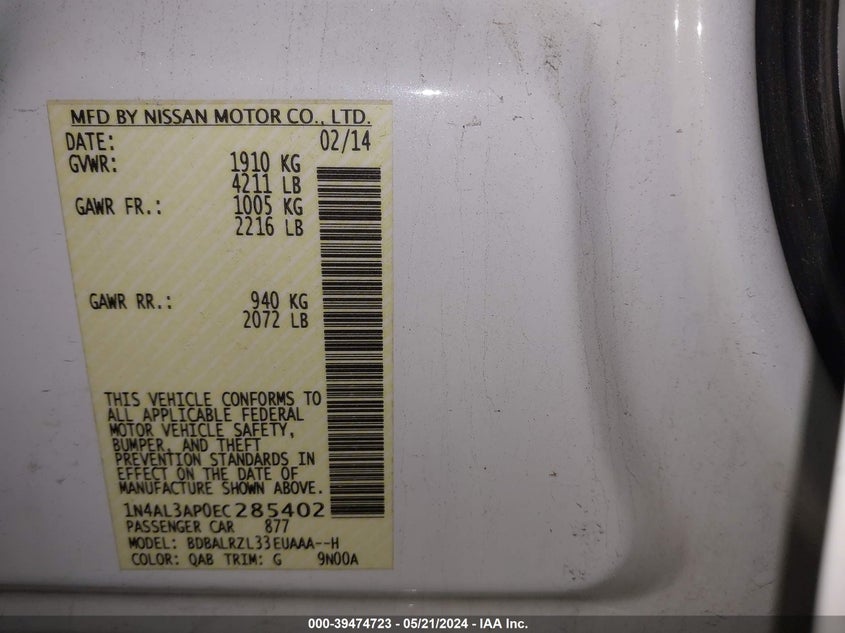 MFD BY NISSAN MOTOR CO., LTD.
DATE: 02/14
GVWR: 1910 KG
4211 LB
GAWR FR.: 1005 KG
2216 LB
GAWR RR.: 940 KG
2072 LB
THIS VEHICLE CONFORMS TO
ALL APPLICABLE FEDERAL
MOTOR VEHICLE SAFETY,
BUMPER, AND THEFT
PREVENTION STANDARDS IN
EFFECT ON THE DATE OF
MANUFACTURE SHOWN ABOVE.
1N4AL3AP0EC285402
PASSENGER CAR 877
MODEL: BDBALRZL33EUAAA--H
COLOR: QAB TRIM: G 9N00A
000-39474723 - 05/21/2024 - IAA Inc.